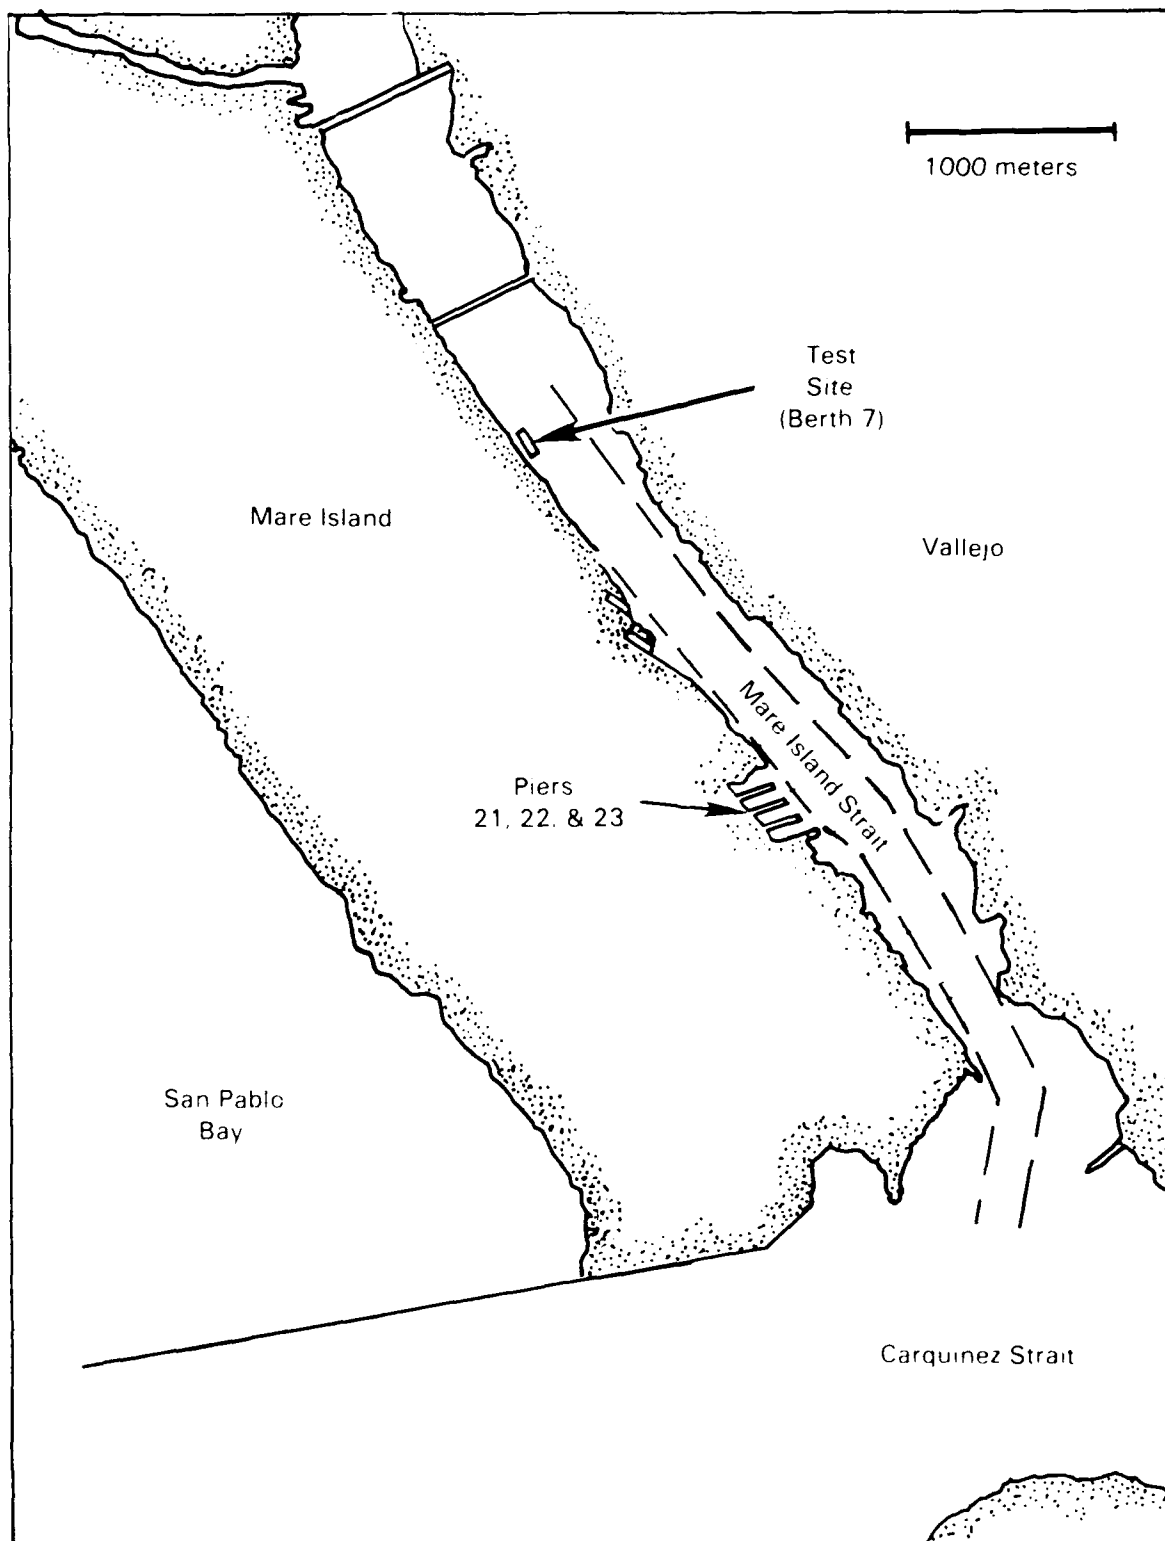 1000 meters
Test
Site
(Berth 7)
Mare Island
Vallejo
Mare Island Strait
Piers
21, 22. & 23
San Pablo
Bay
Carquinez Strait